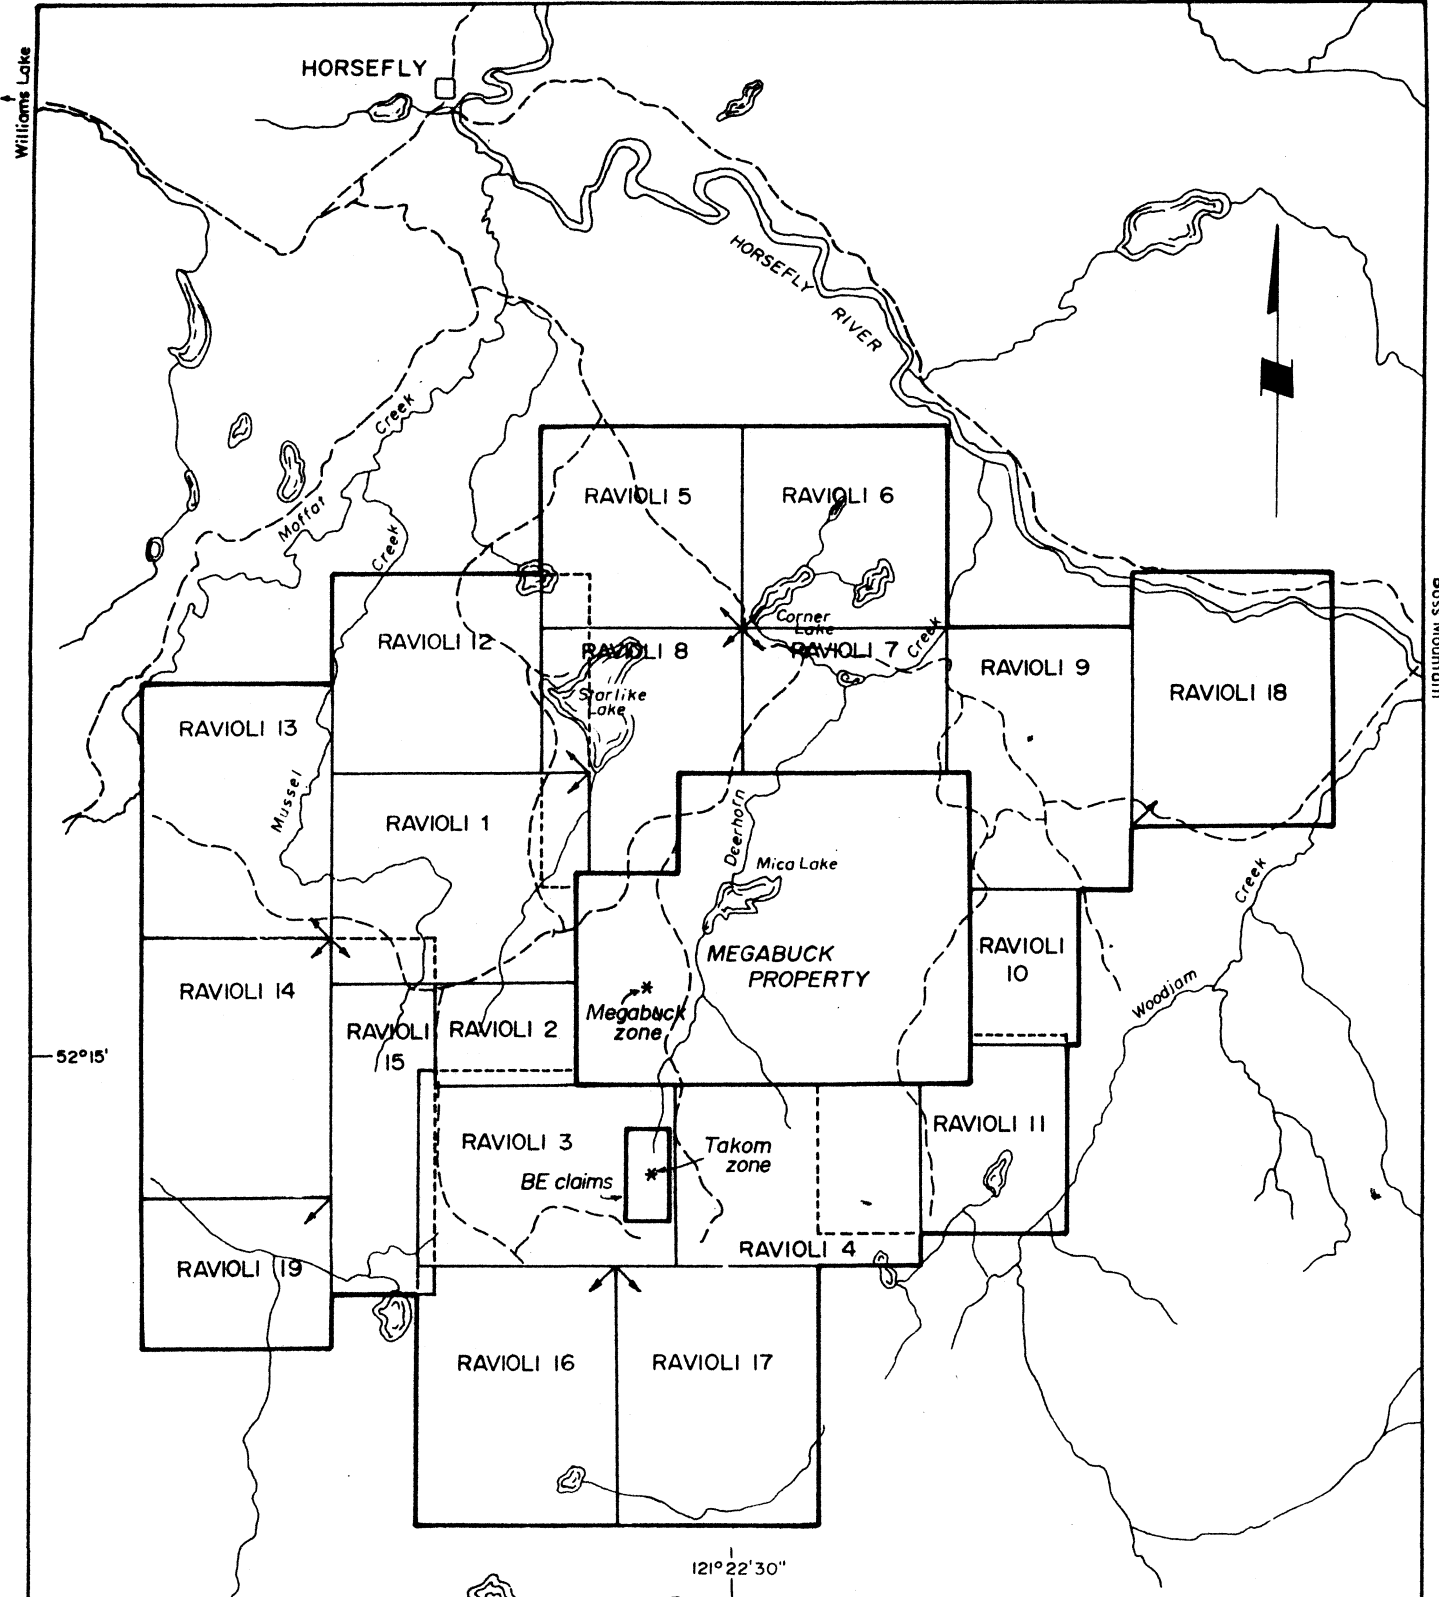 Williams Lake
HORSEFLY
HORSEFLY
RIVER
Creek
Moffat
Creek
RAVIOLI 5
RAVIOLI 6
Corner
Lake
RAVIOLI 12
RAVIOLI 8
RAVIOLI 7
Creek
RAVIOLI 9
RAVIOLI 18
Starlike
Lake
RAVIOLI 13
Mussel
RAVIOLI 1
Deerhorn
Mica Lake
Creek
MEGABUCK
PROPERTY
RAVIOLI
10
RAVIOLI 14
Megabuck
zone
Woodjam
RAVIOLI
15
RAVIOLI 2
52°15'
RAVIOLI 3
RAVIOLI 11
Takom
zone
BE claims
RAVIOLI 4
RAVIOLI 19
RAVIOLI 16
RAVIOLI 17
121°22'30"